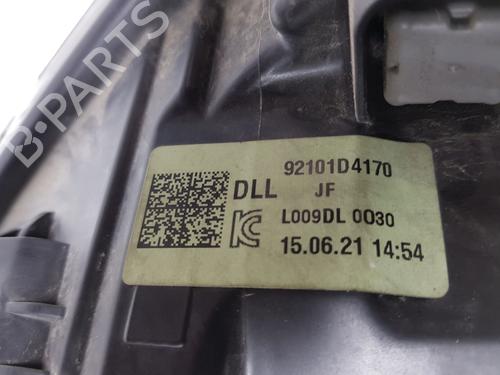 92101D4170
DLL JF
L009DL 0030
15.06.21 14:54
B-PARTS